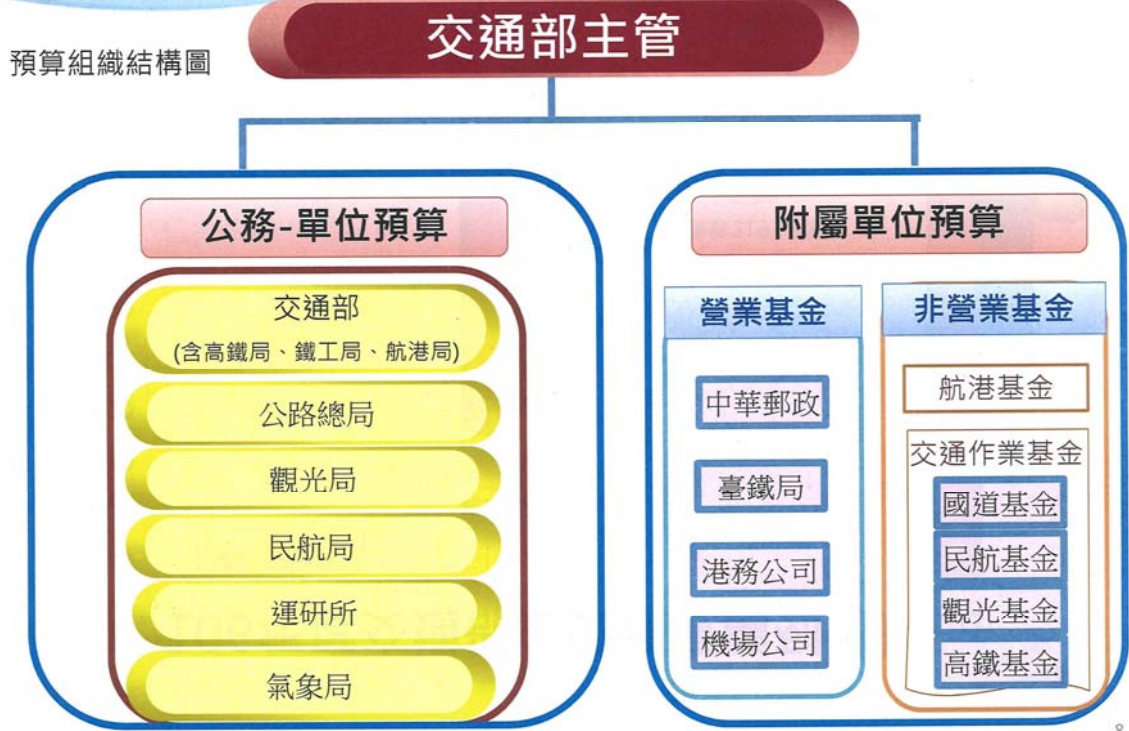 交通部主管
預算組織結構圖
公務-單位預算
交通部
(含高鐵局、鐵工局、航港局)
公路總局
觀光局
民航局
運研所
氣象局
附屬單位預算
營業基金
中華郵政
臺鐵局
港務公司
機場公司
非營業基金
航港基金
交通作業基金
國道基金
民航基金
觀光基金
高鐵基金
8